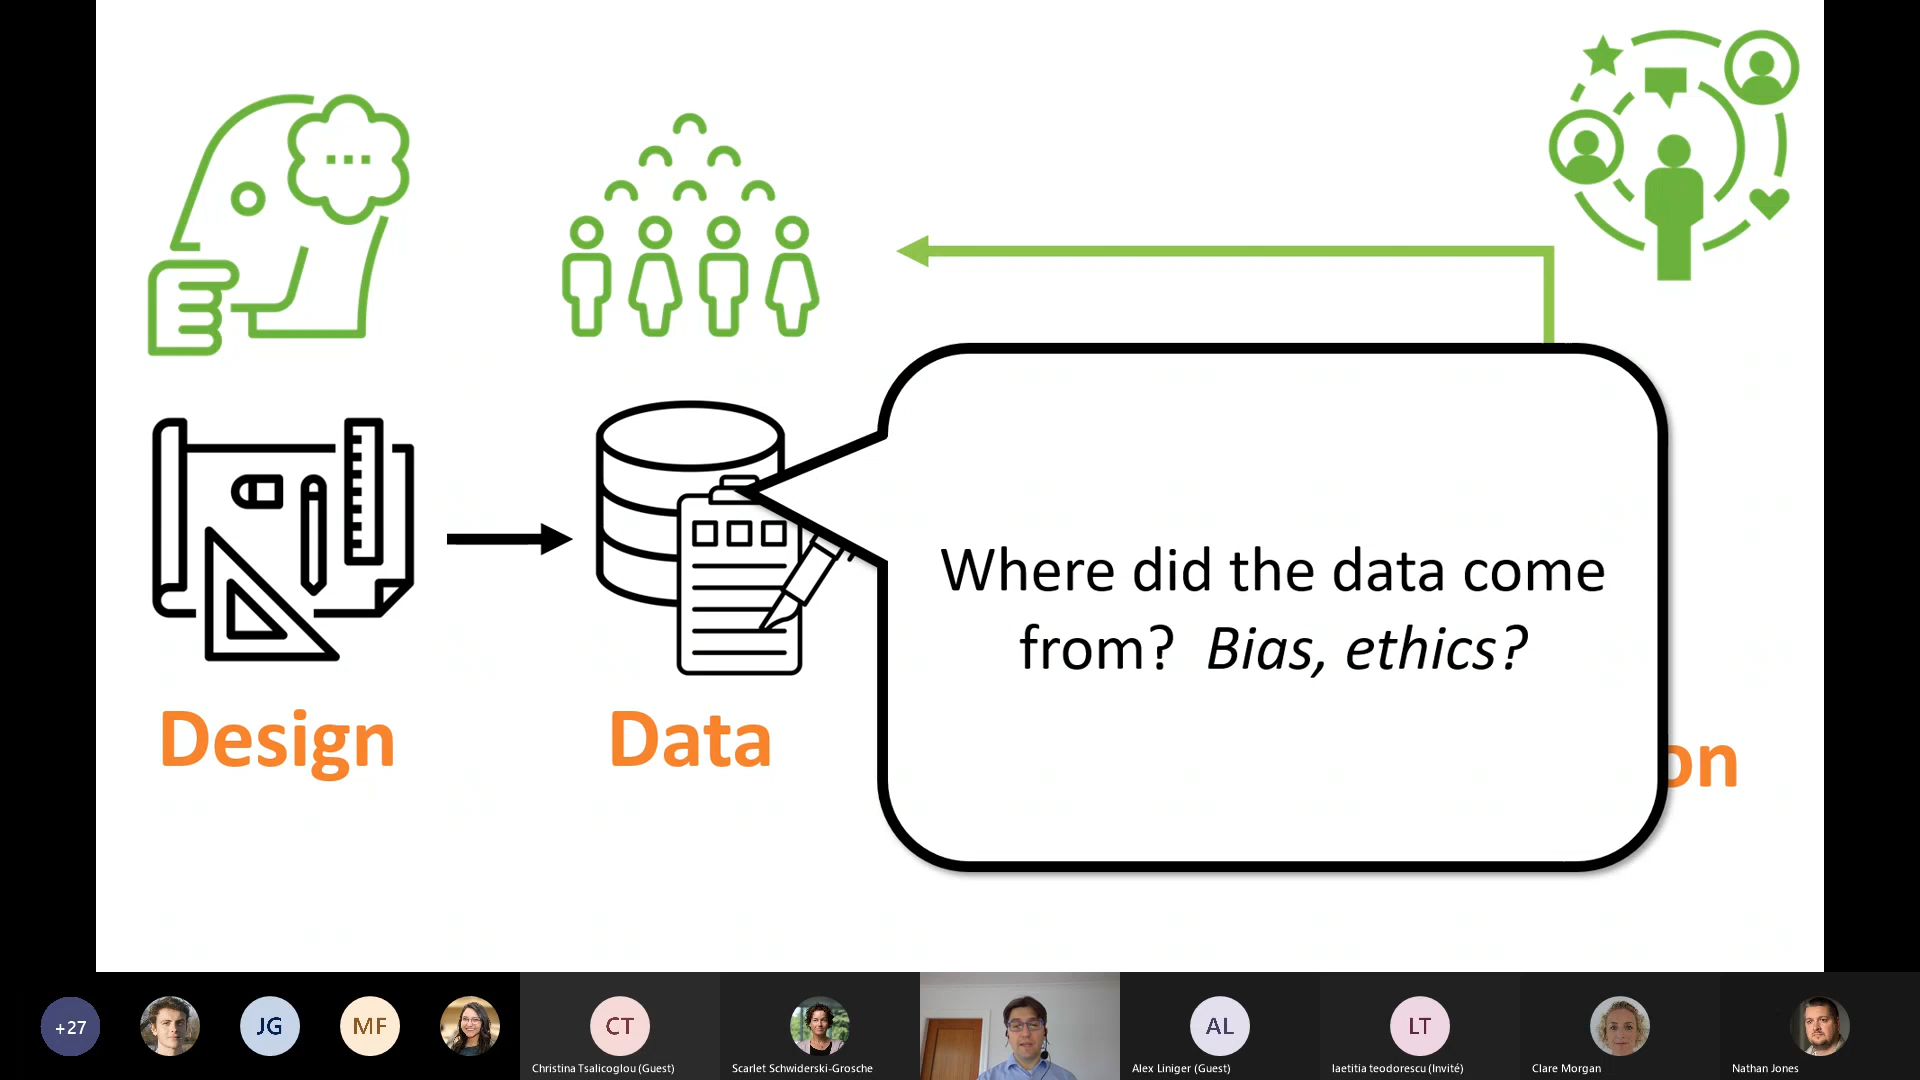 Where did the data come
from? Bias, ethics?
Design
Data
on
+27
JG
MF
CT
AL
LT
Christina Tsalicoglou (Guest)
Scarlet Schwiderski-Grosche
Alex Liniger (Guest)
laetitia teodorescu (Invité)
Clare Morgan
Nathan Jones